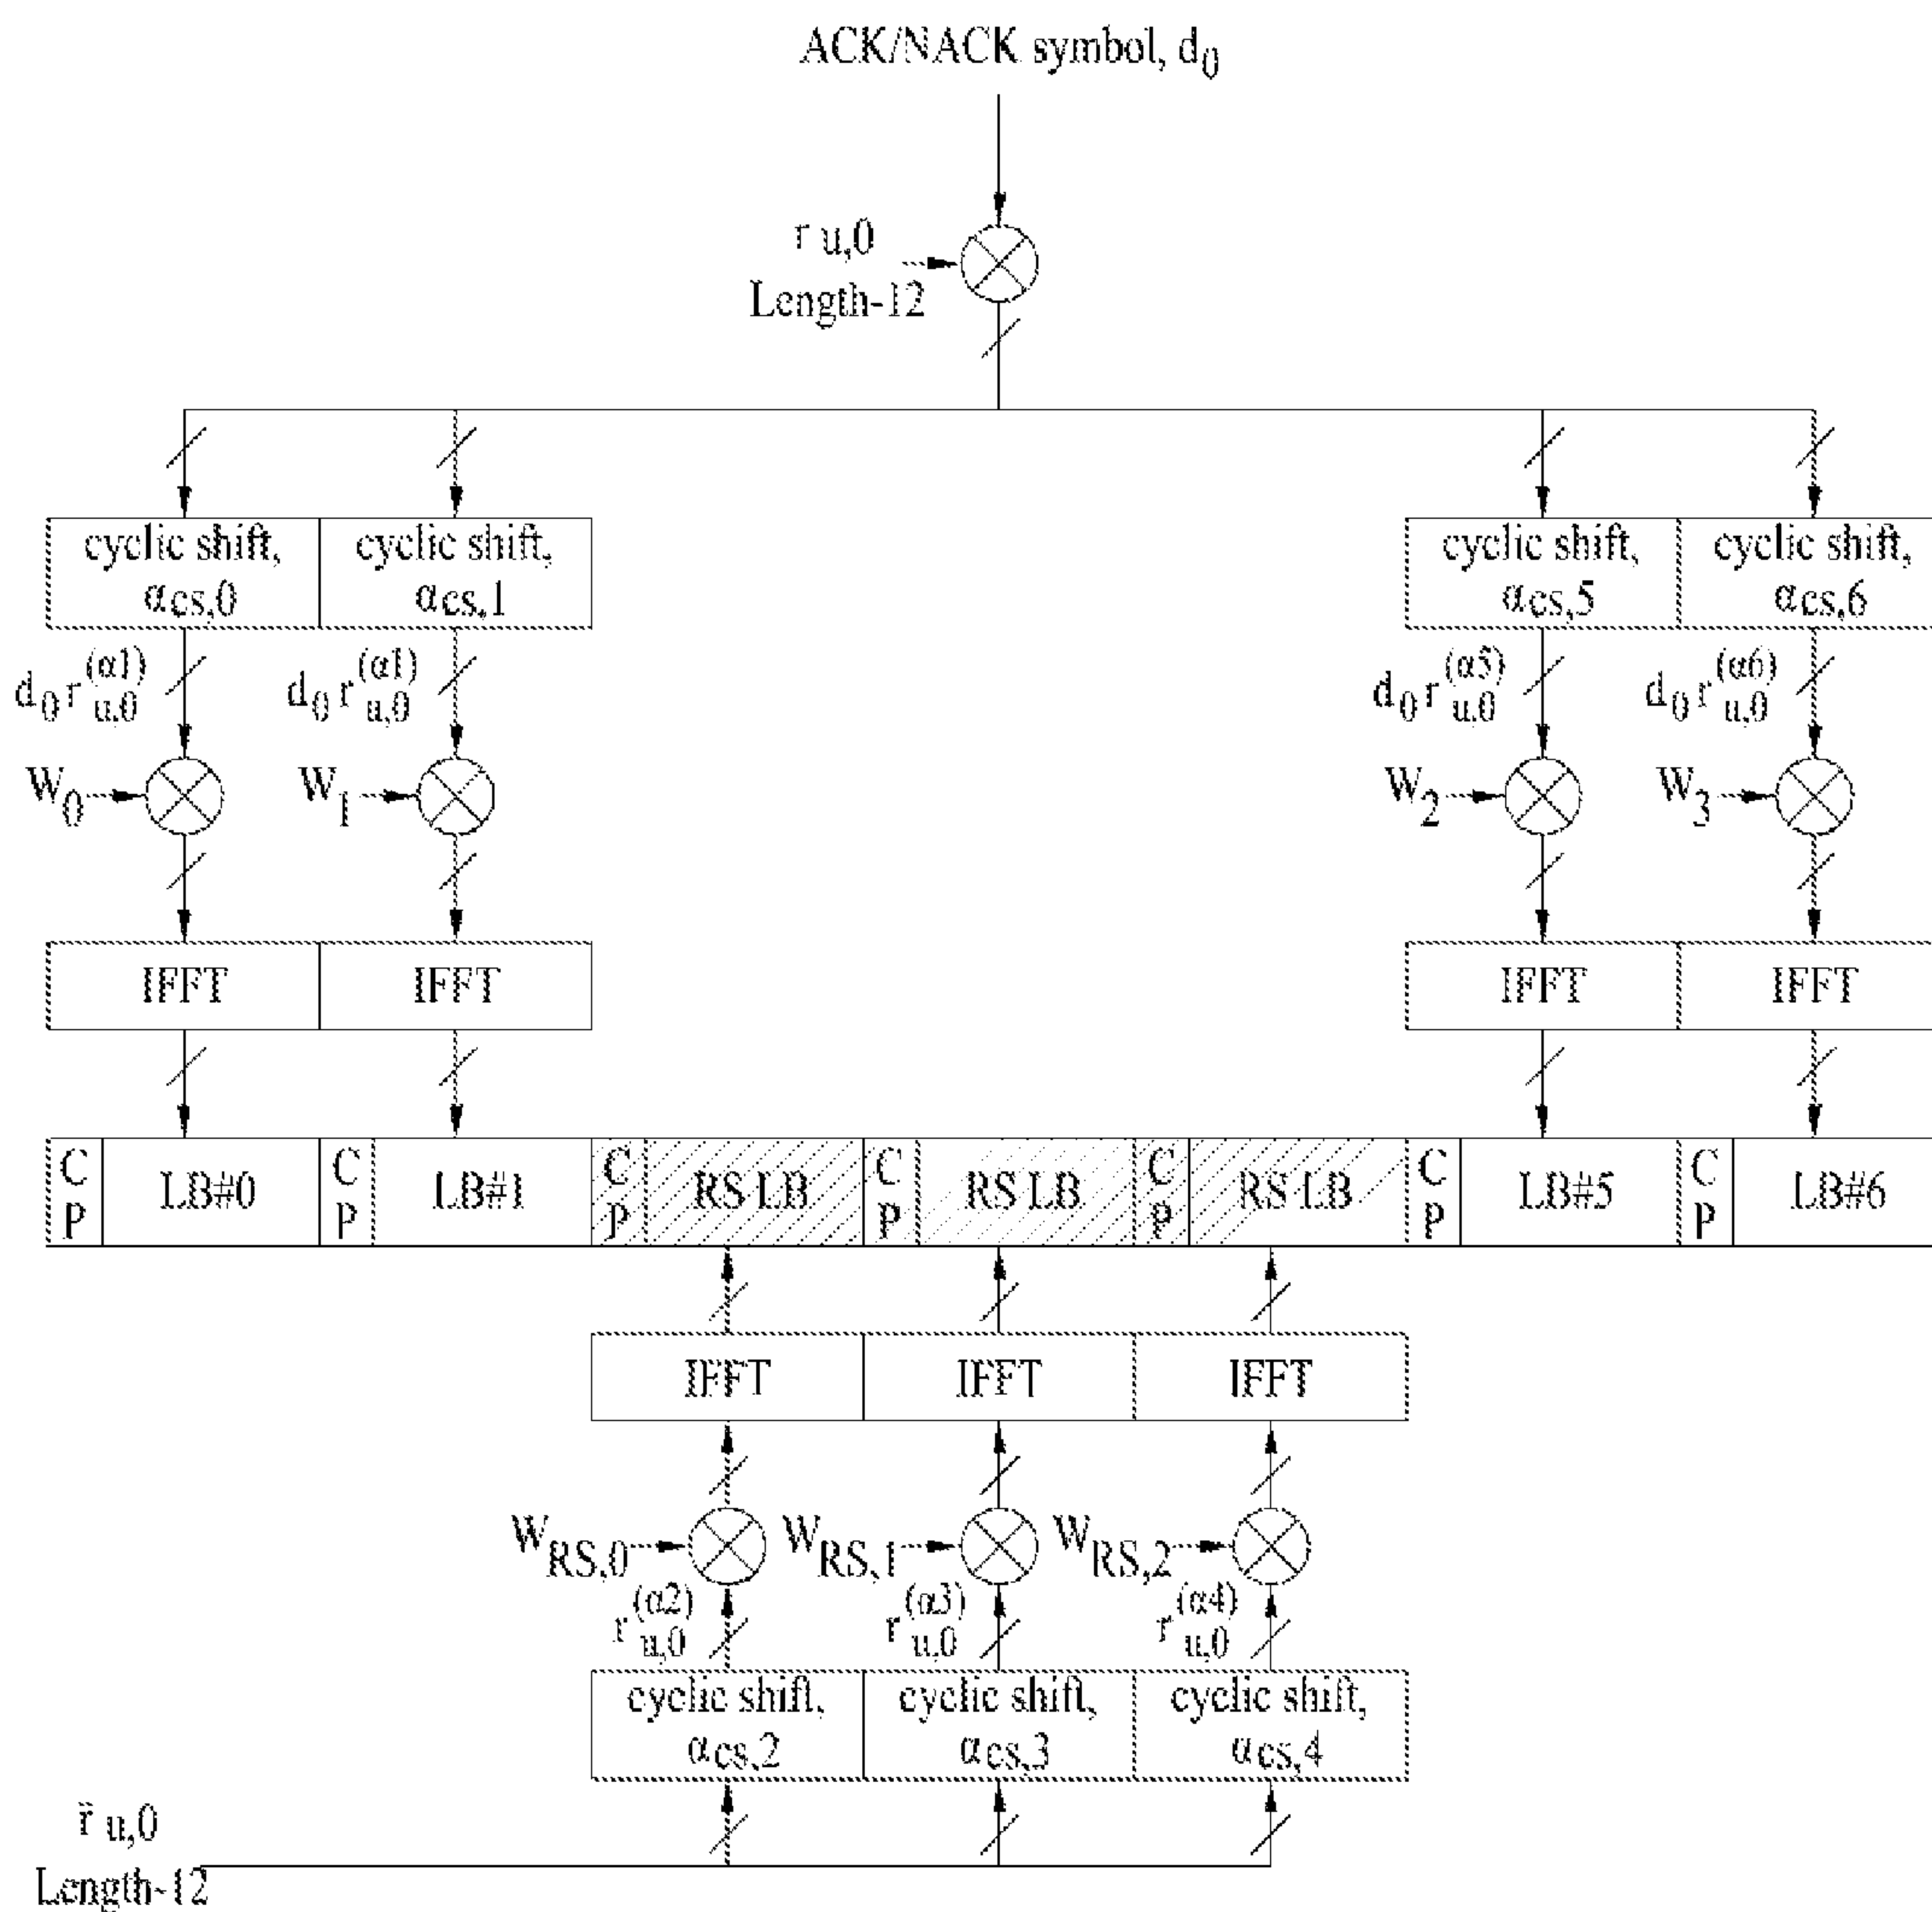 ACK/NACK symbol, d0
r u,0
Length-12
cyclic shift, αcs,0
cyclic shift, αcs,1
cyclic shift, αcs,5
cyclic shift, αcs,6
d0 r u,0 (α1)
d0 r u,0 (α1)
d0 r u,0 (α5)
d0 r u,0 (α6)
W0
W1
W2
W3
IFFT
IFFT
IFFT
IFFT
CP LB#0 CP LB#1 CP RS LB CP RS LB CP RS LB CP LB#5 CP LB#6
IFFT
IFFT
IFFT
WRS,0
WRS,1
WRS,2
r u,0 (α2)
r u,0 (α3)
r u,0 (α4)
cyclic shift, αcs,2
cyclic shift, αcs,3
cyclic shift, αcs,4
r̄ u,0
Length-12